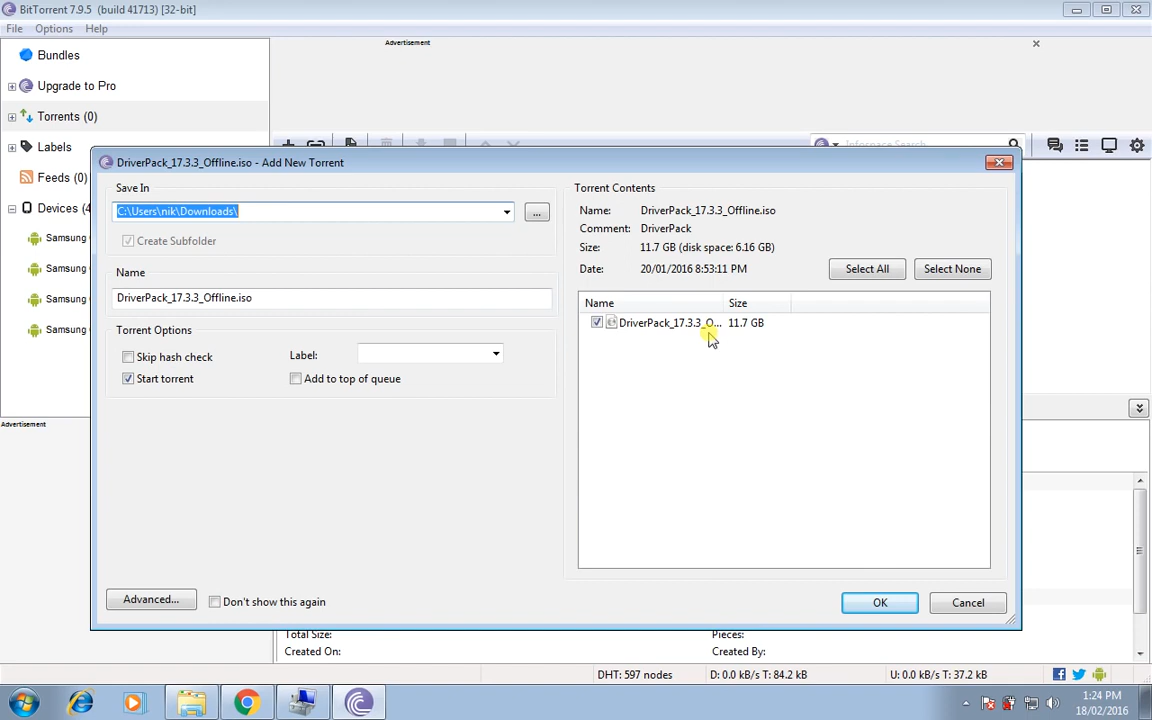 BitTorrent 7.9.5 (build 41713) [32-bit]
File Options Help
Advertisement
Bundles
Upgrade to Pro
Torrents (0)
Labels
Feeds (0)
Devices (4
Samsung
Samsung
Samsung
Samsung
Advertisement
DriverPack_17.3.3_Offline.iso - Add New Torrent
Save In
C:\Users\nik\Downloads\
...
Create Subfolder
Name
DriverPack_17.3.3_Offline.iso
Torrent Options
Skip hash check
Label:
Start torrent
Add to top of queue
Advanced...
Don't show this again
Torrent Contents
Name: DriverPack_17.3.3_Offline.iso
Comment: DriverPack
Size: 11.7 GB (disk space: 6.16 GB)
Date: 20/01/2016 8:53:11 PM
Select All
Select None
Name Size
DriverPack_17.3.3_O... 11.7 GB
OK
Cancel
Total Size: Pieces:
Created On: Created By:
DHT: 597 nodes D: 0.0 kB/s T: 84.2 kB U: 0.0 kB/s T: 37.2 kB
1:24 PM
18/02/2016